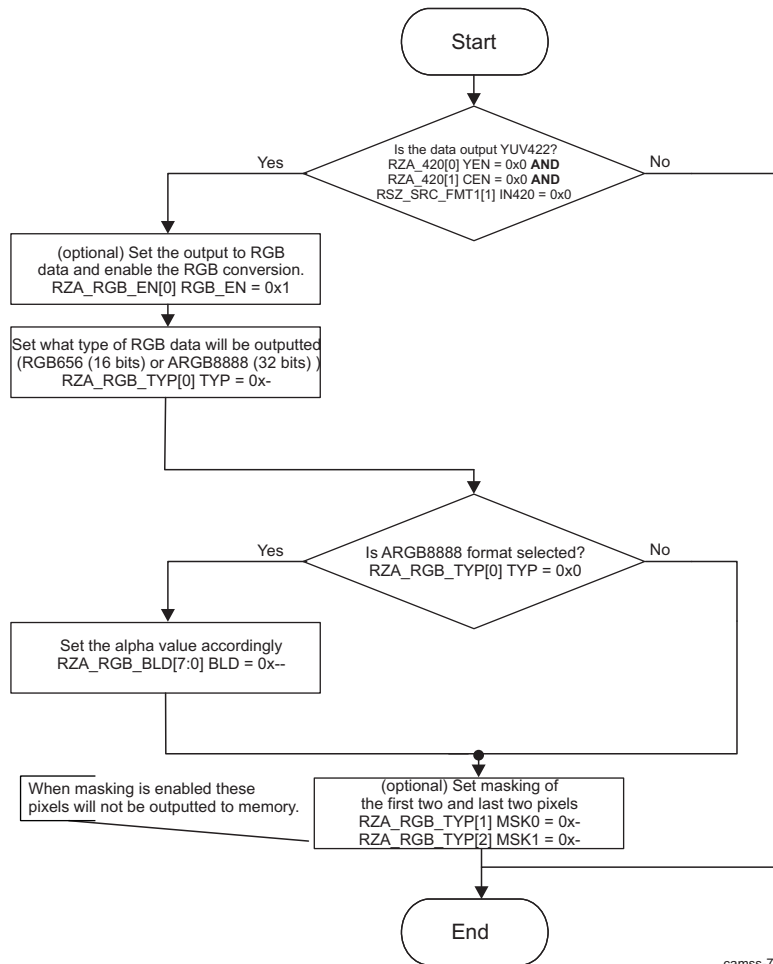 Start
Is the data output YUV422?
RZA_420[0] YEN = 0x0 AND
RZA_420[1] CEN = 0x0 AND
RSZ_SRC_FMT1[1] IN420 = 0x0
Yes
No
(optional) Set the output to RGB
data and enable the RGB conversion.
RZA_RGB_EN[0] RGB_EN = 0x1
Set what type of RGB data will be outputted
(RGB656 (16 bits) or ARGB8888 (32 bits) )
RZA_RGB_TYP[0] TYP = 0x-
Is ARGB8888 format selected?
RZA_RGB_TYP[0] TYP = 0x0
Yes
No
Set the alpha value accordingly
RZA_RGB_BLD[7:0] BLD = 0x--
When masking is enabled these
pixels will not be outputted to memory.
(optional) Set masking of
the first two and last two pixels
RZA_RGB_TYP[1] MSK0 = 0x-
RZA_RGB_TYP[2] MSK1 = 0x-
End